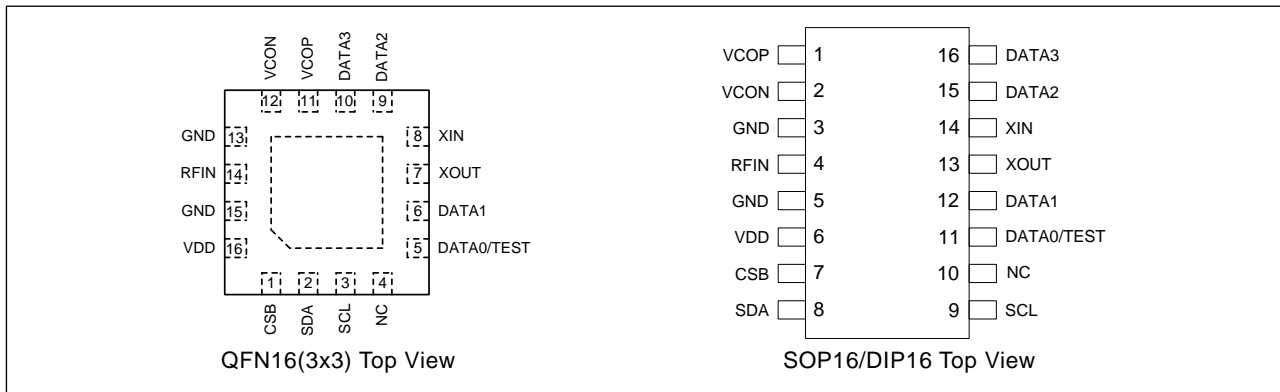 VCON
VCOP
DATA3
DATA2
12
11
10
9
GND 13
8 XIN
RFIN 14
7 XOUT
GND 15
6 DATA1
VDD 16
5 DATA0/TEST
1
2
3
4
CSB
SDA
SCL
NC
QFN16(3x3) Top View
VCOP 1 16 DATA3
VCON 2 15 DATA2
GND 3 14 XIN
RFIN 4 13 XOUT
GND 5 12 DATA1
VDD 6 11 DATA0/TEST
CSB 7 10 NC
SDA 8 9 SCL
SOP16/DIP16 Top View